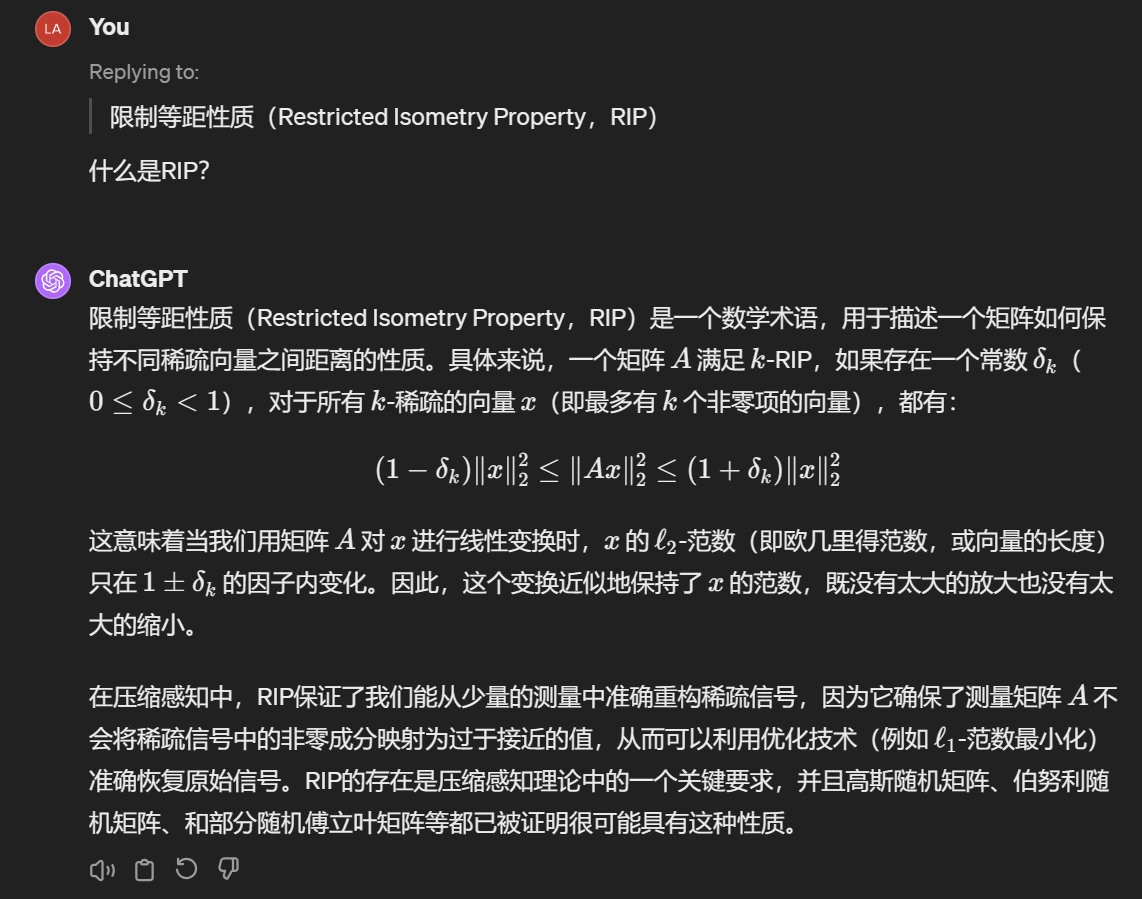 LA
You
Replying to:
限制等距性质（Restricted Isometry Property，RIP）
什么是RIP？
ChatGPT
限制等距性质（Restricted Isometry Property，RIP）是一个数学术语，用于描述一个矩阵如何保
持不同稀疏向量之间距离的性质。具体来说，一个矩阵 A 满足 k-RIP，如果存在一个常数 δₖ（
0 ≤ δₖ < 1），对于所有 k-稀疏的向量 x（即最多有 k 个非零项的向量），都有：
(1 − δₖ)‖x‖₂² ≤ ‖Ax‖₂² ≤ (1 + δₖ)‖x‖₂²
这意味着当我们用矩阵 A 对 x 进行线性变换时，x 的 ℓ₂-范数（即欧几里得范数，或向量的长度）
只在 1 ± δₖ 的因子内变化。因此，这个变换近似地保持了 x 的范数，既没有太大的放大也没有太
大的缩小。
在压缩感知中，RIP保证了我们能从少量的测量中准确重构稀疏信号，因为它确保了测量矩阵 A 不
会将稀疏信号中的非零成分映射为过于接近的值，从而可以利用优化技术（例如 ℓ₁-范数最小化）
准确恢复原始信号。RIP的存在是压缩感知理论中的一个关键要求，并且高斯随机矩阵、伯努利随
机矩阵、和部分随机傅立叶矩阵等都已被证明很可能具有这种性质。